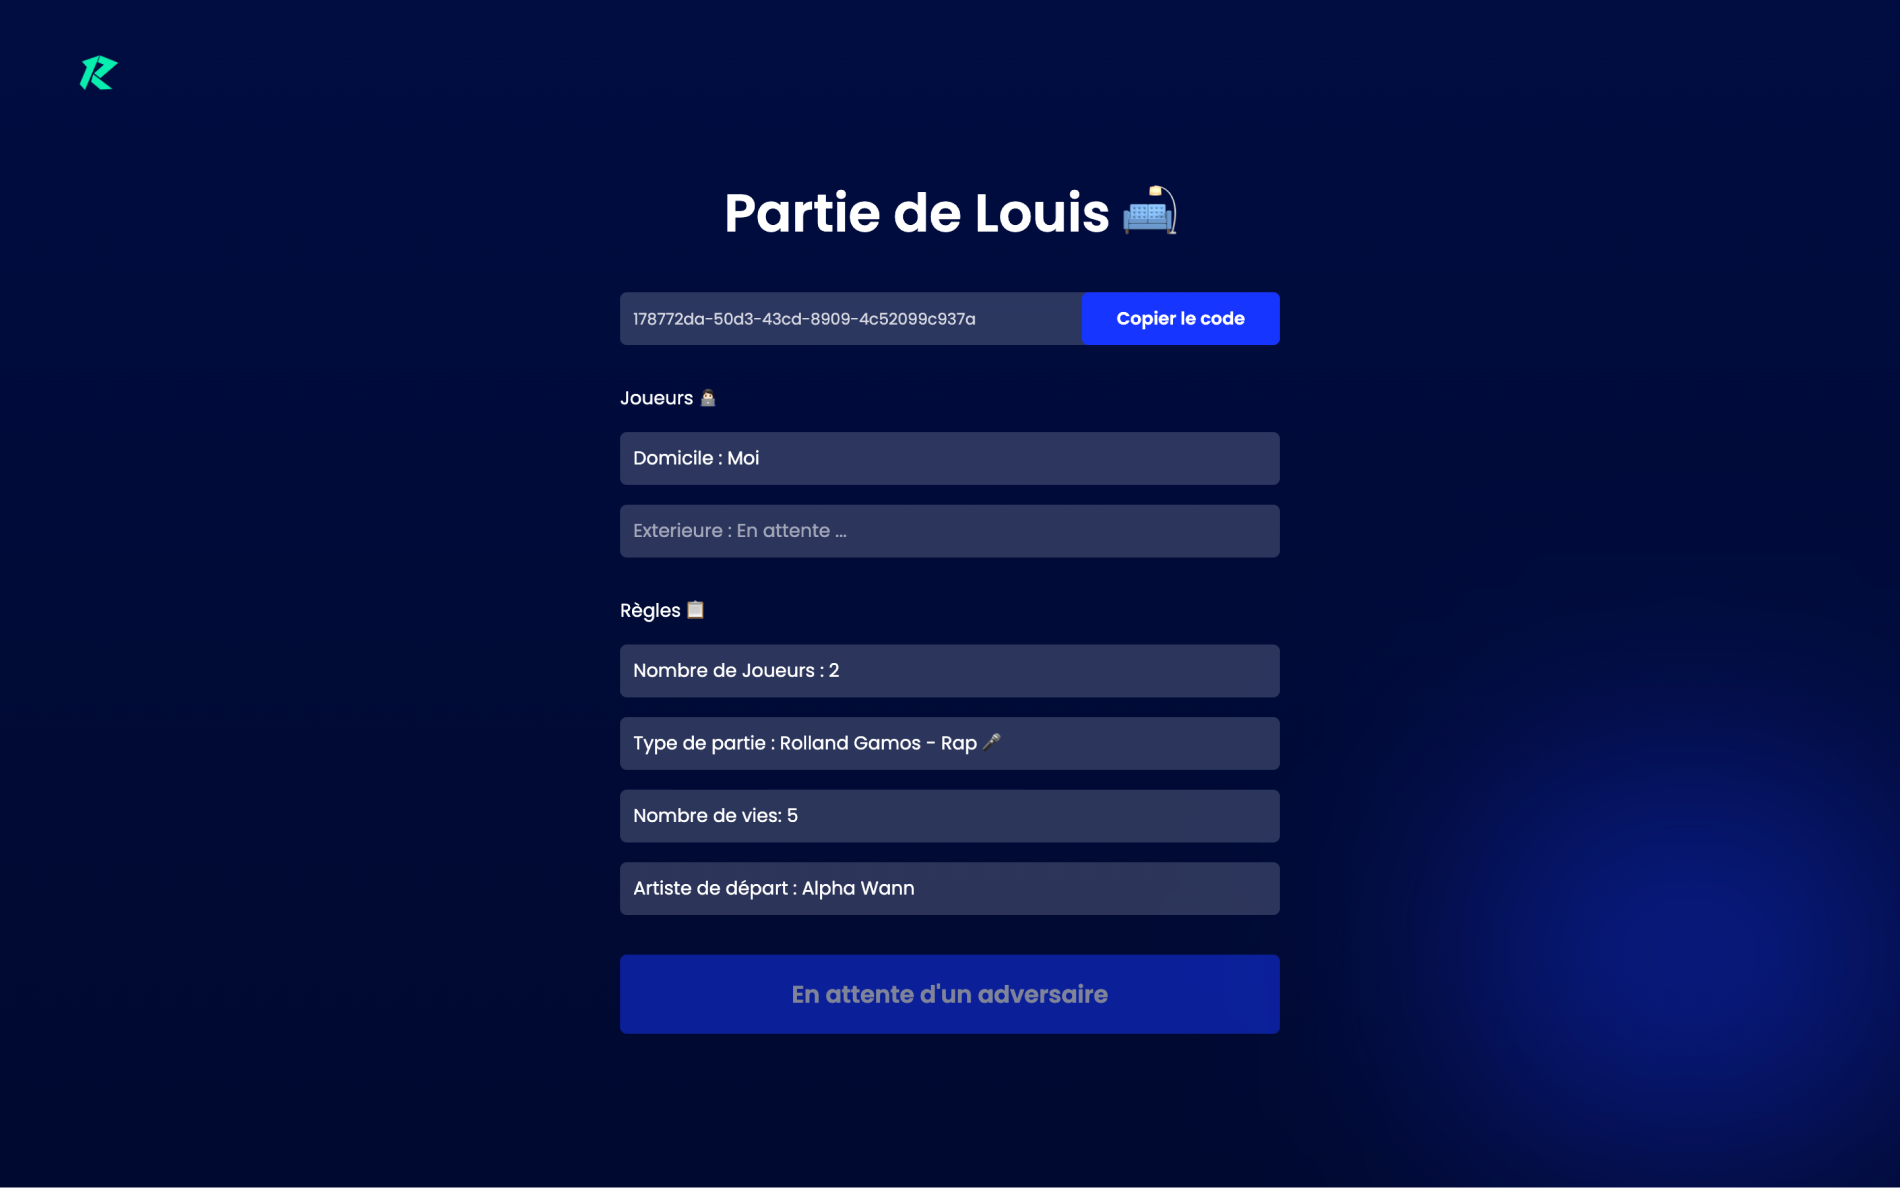 Partie de Louis
178772da-50d3-43cd-8909-4c52099c937a
Copier le code
Joueurs
Domicile : Moi
Exterieure : En attente ...
Règles
Nombre de Joueurs : 2
Type de partie : Rolland Gamos - Rap
Nombre de vies: 5
Artiste de départ : Alpha Wann
En attente d'un adversaire